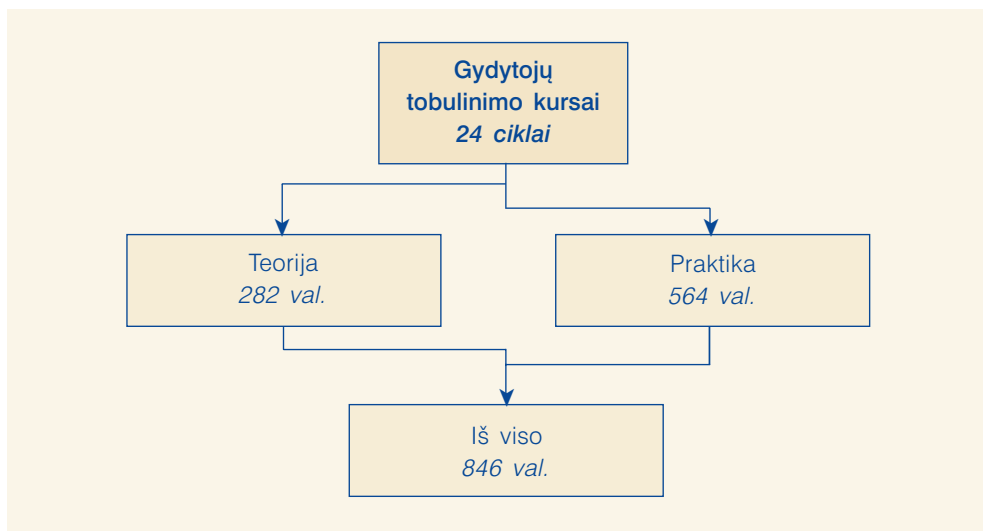 Gydytojų
tobulinimo kursai
24 ciklai
Teorija
282 val.
Praktika
564 val.
Iš viso
846 val.